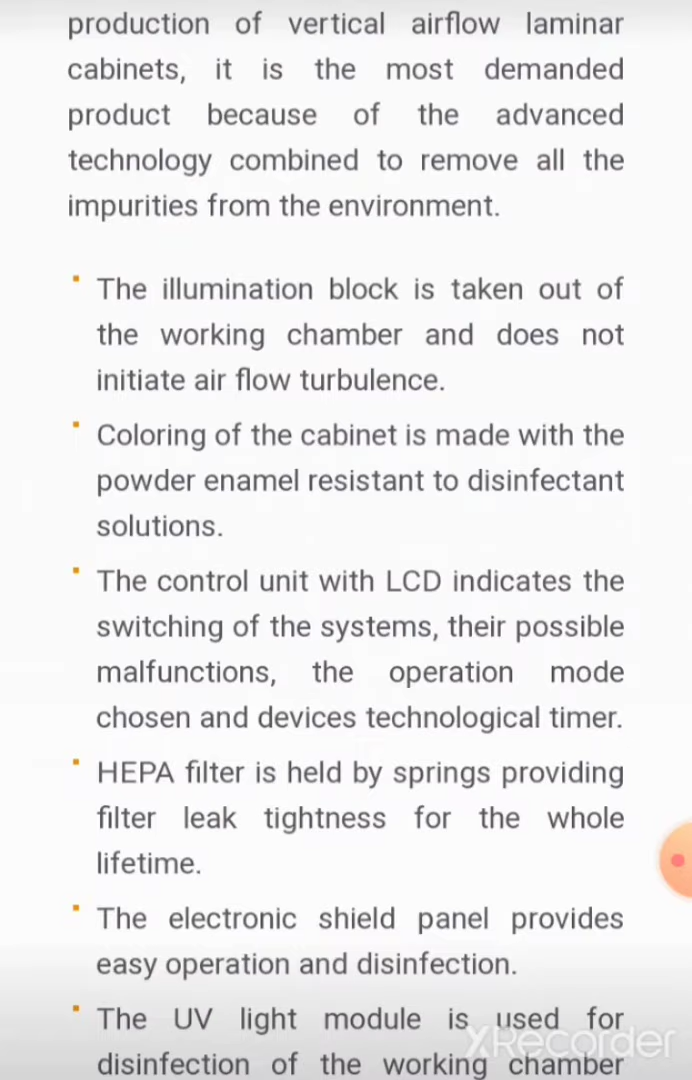 production of vertical airflow laminar
cabinets, it is the most demanded
product because of the advanced
technology combined to remove all the
impurities from the environment.
The illumination block is taken out of
the working chamber and does not
initiate air flow turbulence.
Coloring of the cabinet is made with the
powder enamel resistant to disinfectant
solutions.
The control unit with LCD indicates the
switching of the systems, their possible
malfunctions, the operation mode
chosen and devices technological timer.
HEPA filter is held by springs providing
filter leak tightness for the whole
lifetime.
The electronic shield panel provides
easy operation and disinfection.
The UV light module is used for
disinfection of the working chamber
XRecorder